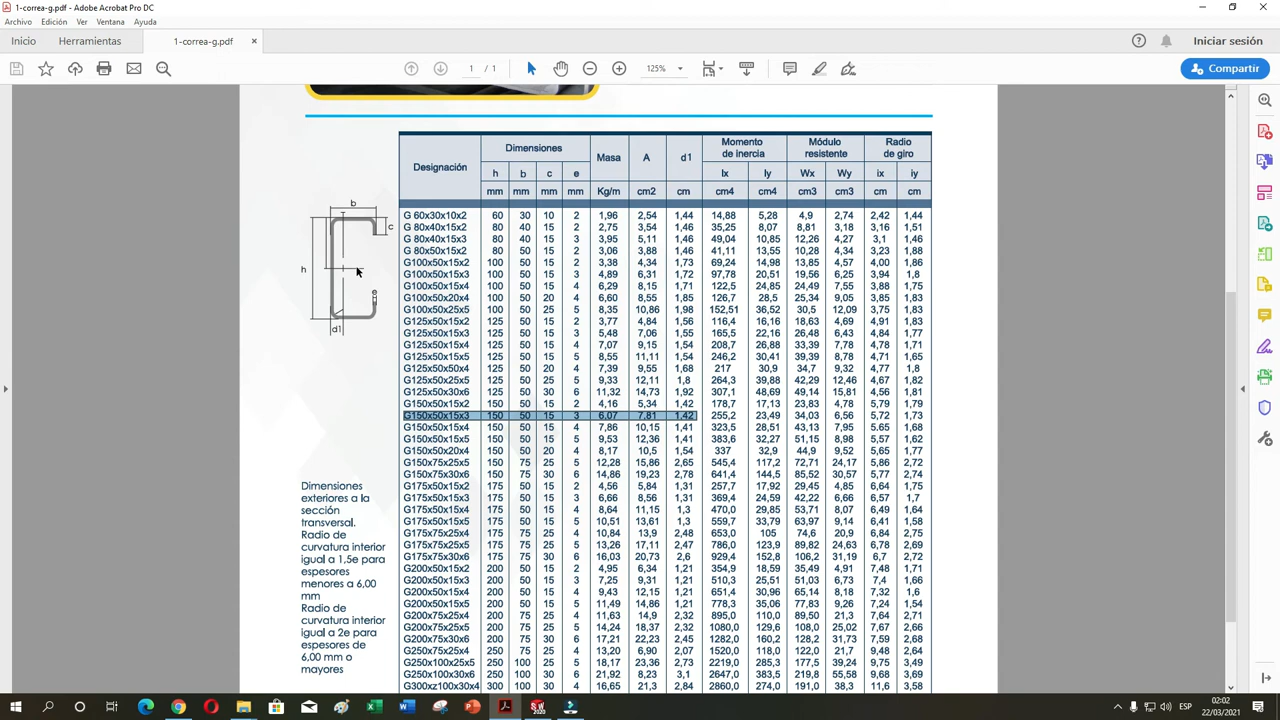 1-correa-g.pdf - Adobe Acrobat Pro DC
Archivo Edición Ver Ventana Ayuda
Inicio Herramientas 1-correa-g.pdf × Iniciar sesión
1 / 1 125% Compartir
Designación Dimensiones Masa A d1 Momento de inercia Módulo resistente Radio de giro
h b c e Ix Iy Wx Wy ix iy
mm mm mm mm Kg/m cm2 cm cm4 cm4 cm3 cm3 cm cm
G 60x30x10x2 60 30 10 2 1,96 2,54 1,44 14,88 5,28 4,9 2,74 2,42 1,44
G 80x40x15x2 80 40 15 2 2,75 3,54 1,46 35,25 8,07 8,81 3,18 3,16 1,51
G 80x40x15x3 80 40 15 3 3,95 5,11 1,46 49,04 10,85 12,26 4,27 3,1 1,46
G 80x50x15x2 80 50 15 2 3,06 3,88 1,46 41,11 13,55 10,28 4,34 3,23 1,88
G100x50x15x2 100 50 15 2 3,38 4,34 1,73 69,24 14,98 13,85 4,57 4,00 1,86
G100x50x15x3 100 50 15 3 4,89 6,31 1,72 97,78 20,51 19,56 6,25 3,94 1,8
G100x50x15x4 100 50 15 4 6,29 8,15 1,71 122,5 24,85 24,49 7,55 3,88 1,75
G100x50x20x4 100 50 20 4 6,60 8,55 1,85 126,7 28,5 25,34 9,05 3,85 1,83
G100x50x25x5 100 50 25 5 8,35 10,86 1,98 152,51 36,52 30,5 12,09 3,75 1,83
G125x50x15x2 125 50 15 2 3,77 4,84 1,56 116,4 16,16 18,63 4,69 4,91 1,83
G125x50x15x3 125 50 15 3 5,48 7,06 1,55 165,5 22,16 26,48 6,43 4,84 1,77
G125x50x15x4 125 50 15 4 7,07 9,15 1,54 208,7 26,88 33,39 7,78 4,78 1,71
G125x50x15x5 125 50 15 5 8,55 11,11 1,54 246,2 30,41 39,39 8,78 4,71 1,65
G125x50x50x4 125 50 20 4 7,39 9,55 1,68 217 30,9 34,7 9,32 4,77 1,8
G125x50x25x5 125 50 25 5 9,33 12,11 1,8 264,3 39,88 42,29 12,46 4,67 1,82
G125x50x30x6 125 50 30 6 11,32 14,73 1,92 307,1 48,69 49,14 15,81 4,56 1,81
G150x50x15x2 150 50 15 2 4,16 5,34 1,42 178,7 17,13 23,83 4,78 5,79 1,79
G150x50x15x3 150 50 15 3 6,07 7,81 1,42 255,2 23,49 34,03 6,56 5,72 1,73
G150x50x15x4 150 50 15 4 7,86 10,15 1,41 323,5 28,51 43,13 7,95 5,65 1,68
G150x50x15x5 150 50 15 5 9,53 12,36 1,41 383,6 32,27 51,15 8,98 5,57 1,62
G150x50x20x4 150 50 20 4 8,17 10,5 1,54 337 32,9 44,9 9,52 5,65 1,77
G150x75x25x5 150 75 25 5 12,28 15,86 2,65 545,4 117,2 72,71 24,17 5,86 2,72
G150x75x30x6 150 75 30 6 14,86 19,23 2,78 641,4 144,5 85,52 30,57 5,77 2,74
G175x50x15x2 175 50 15 2 4,56 5,84 1,31 257,7 17,92 29,45 4,85 6,64 1,75
G175x50x15x3 175 50 15 3 6,66 8,56 1,31 369,4 24,59 42,22 6,66 6,57 1,7
G175x50x15x4 175 50 15 4 8,64 11,15 1,3 470,0 29,85 53,71 8,07 6,49 1,64
G175x50x15x5 175 50 15 5 10,51 13,61 1,3 559,7 33,79 63,97 9,14 6,41 1,58
G175x75x25x4 175 75 25 4 10,84 13,9 2,48 653,0 105 74,6 20,9 6,84 2,75
G175x75x25x5 175 75 25 5 13,26 17,11 2,47 786,0 123,9 89,82 24,63 6,78 2,69
G175x75x30x6 175 75 30 6 16,03 20,73 2,6 929,4 152,8 106,2 31,19 6,7 2,72
G200x50x15x2 200 50 15 2 4,95 6,34 1,21 354,9 18,59 35,49 4,91 7,48 1,71
G200x50x15x3 200 50 15 3 7,25 9,31 1,21 510,3 25,51 51,03 6,73 7,4 1,66
G200x50x15x4 200 50 15 4 9,43 12,15 1,21 651,4 30,96 65,14 8,18 7,32 1,6
G200x50x15x5 200 50 15 5 11,49 14,86 1,21 778,3 35,06 77,83 9,26 7,24 1,54
G200x75x25x4 200 75 25 4 11,63 14,9 2,32 895,0 110 89,50 21,3 7,64 2,71
G200x75x25x5 200 75 25 5 14,24 18,37 2,32 1080,0 129,6 108,0 25,02 7,67 2,66
G200x75x30x6 200 75 30 6 17,21 22,23 2,45 1282,0 160,2 128,2 31,73 7,59 2,68
G250x75x25x4 250 75 25 4 13,20 6,90 2,07 1520,0 118,0 122,0 21,7 9,48 2,64
G250x100x25x5 250 100 25 5 18,17 23,36 2,73 2219,0 285,3 177,5 39,24 9,75 3,49
G250x100x30x6 250 100 30 6 21,92 8,23 3,1 2647,0 383,5 219,8 55,58 9,73 3,69
G300xz100x30x4 300 100 30 4 16,65 21,3 2,84 2860,0 274,0 191,0 38,3 11,6 3,58
b
c
h
e
d1
Dimensiones
exteriores a la
sección
transversal.
Radio de
curvatura interior
igual a 1,5e para
espesores
menores a 6,00
mm
Radio de
curvatura interior
igual a 2e para
espesores de
6,00 mm o
mayores
ESP 02:02
22/03/2021